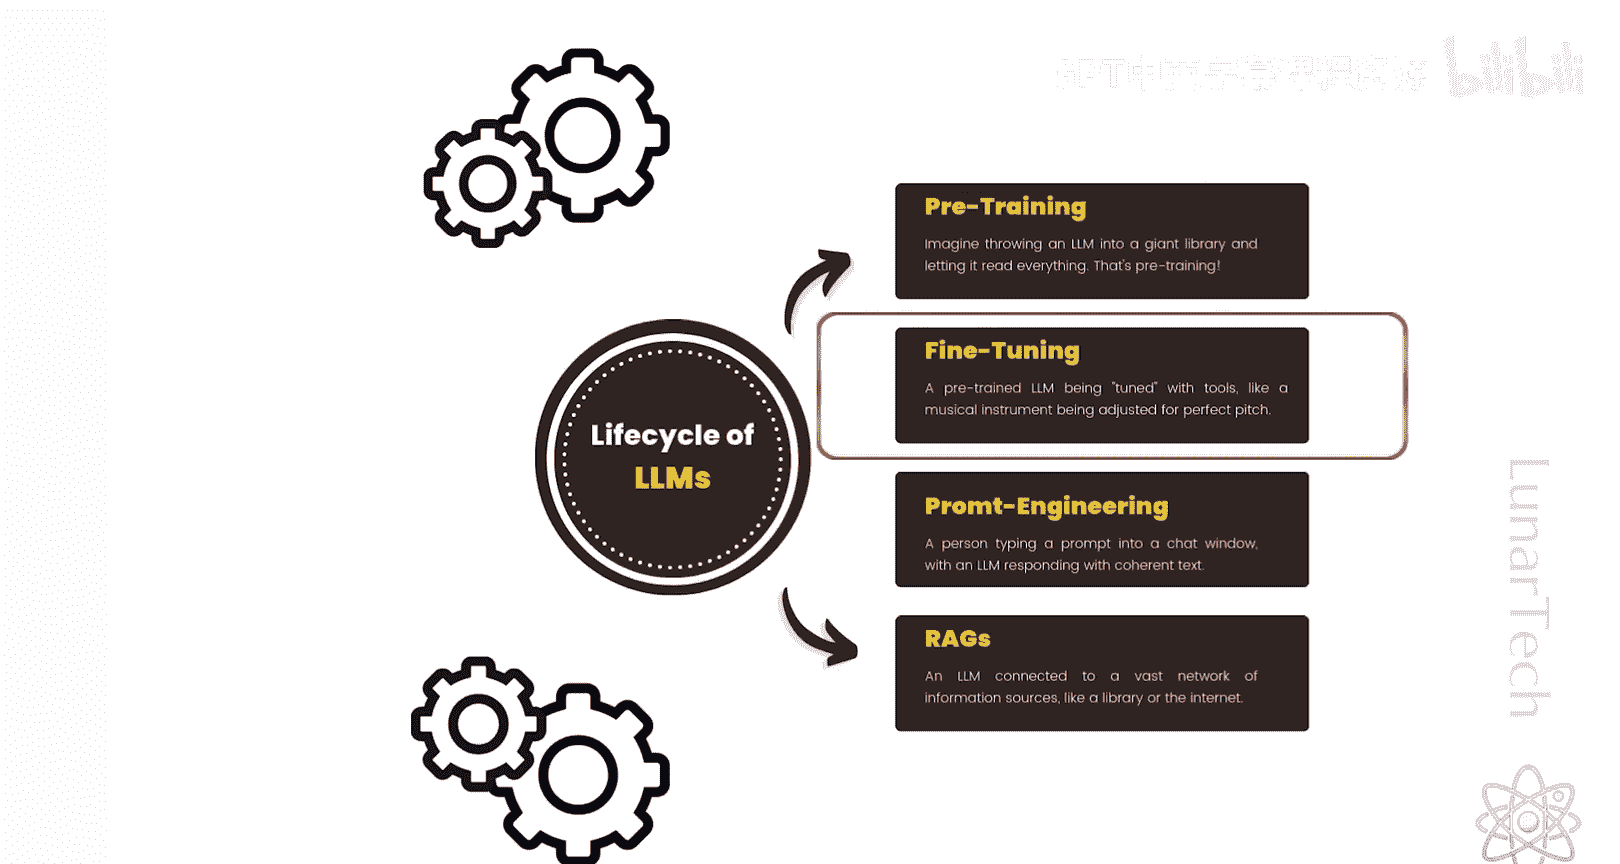 bilibili
Pre-Training
Imagine throwing an LLM into a giant library and
letting it read everything. That's pre-training!
Fine-Tuning
A pre-trained LLM being "tuned" with tools, like a
musical instrument being adjusted for perfect pitch.
Lifecycle of
LLMs
Promt-Engineering
A person typing a prompt into a chat window,
with an LLM responding with coherent text.
RAGs
An LLM connected to a vast network of
information sources, like a library or the internet.
LunarTech